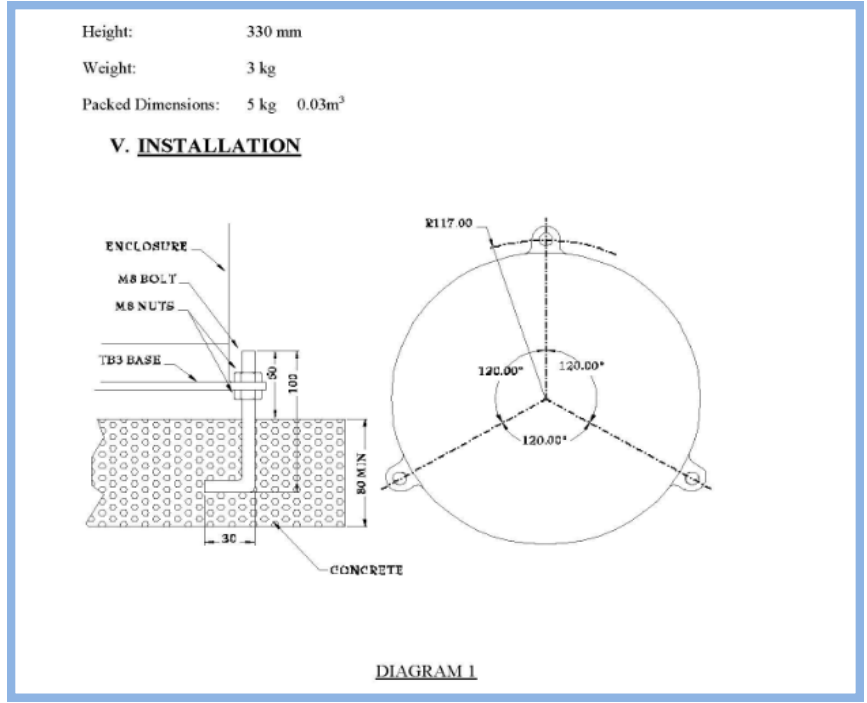 Height: 330 mm
Weight: 3 kg
Packed Dimensions: 5 kg 0.03m³
V. INSTALLATION
ENCLOSURE
M8 BOLT
M8 NUTS
TB3 BASE
50
100
80 MIN
30
CONCRETE
R117.00
120.00°
120.00°
120.00°
DIAGRAM 1